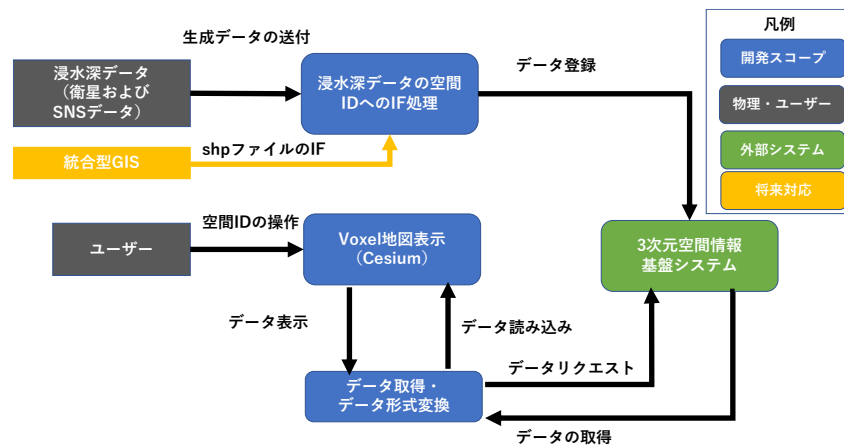 生成データの送付
浸水深データ
（衛星および
SNSデータ）
浸水深データの空間
IDへのIF処理
データ登録
統合型GIS
shpファイルのIF
凡例
開発スコープ
物理・ユーザー
外部システム
将来対応
空間IDの操作
ユーザー
Voxel地図表示
（Cesium）
3次元空間情報
基盤システム
データ表示
データ読み込み
データリクエスト
データ取得・
データ形式変換
データの取得